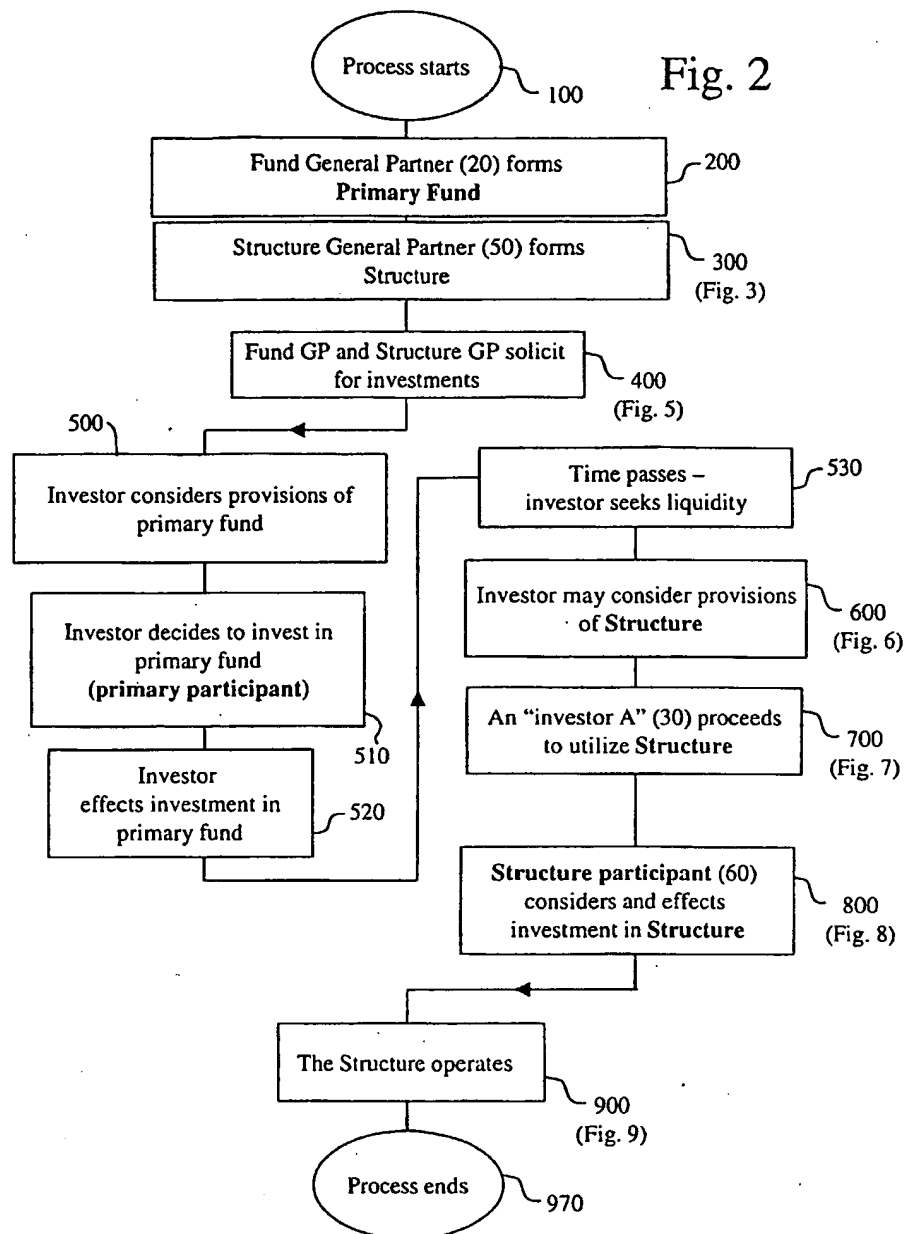 Fig. 2
Process starts
100
Fund General Partner (20) forms
Primary Fund
200
Structure General Partner (50) forms
Structure
300
(Fig. 3)
Fund GP and Structure GP solicit
for investments
400
(Fig. 5)
500
Investor considers provisions of
primary fund
Investor decides to invest in
primary fund
(primary participant)
510
Investor
effects investment in
primary fund
520
Time passes –
investor seeks liquidity
530
Investor may consider provisions
of Structure
600
(Fig. 6)
An “investor A” (30) proceeds
to utilize Structure
700
(Fig. 7)
Structure participant (60)
considers and effects
investment in Structure
800
(Fig. 8)
The Structure operates
900
(Fig. 9)
Process ends
970